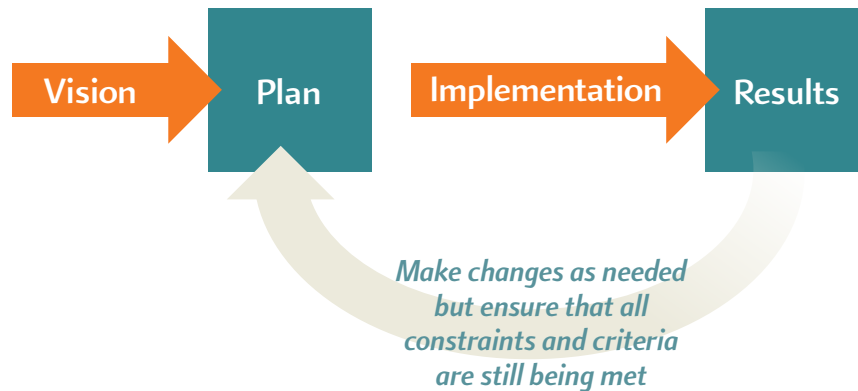 Vision
Plan
Implementation
Results
Make changes as needed
but ensure that all
constraints and criteria
are still being met